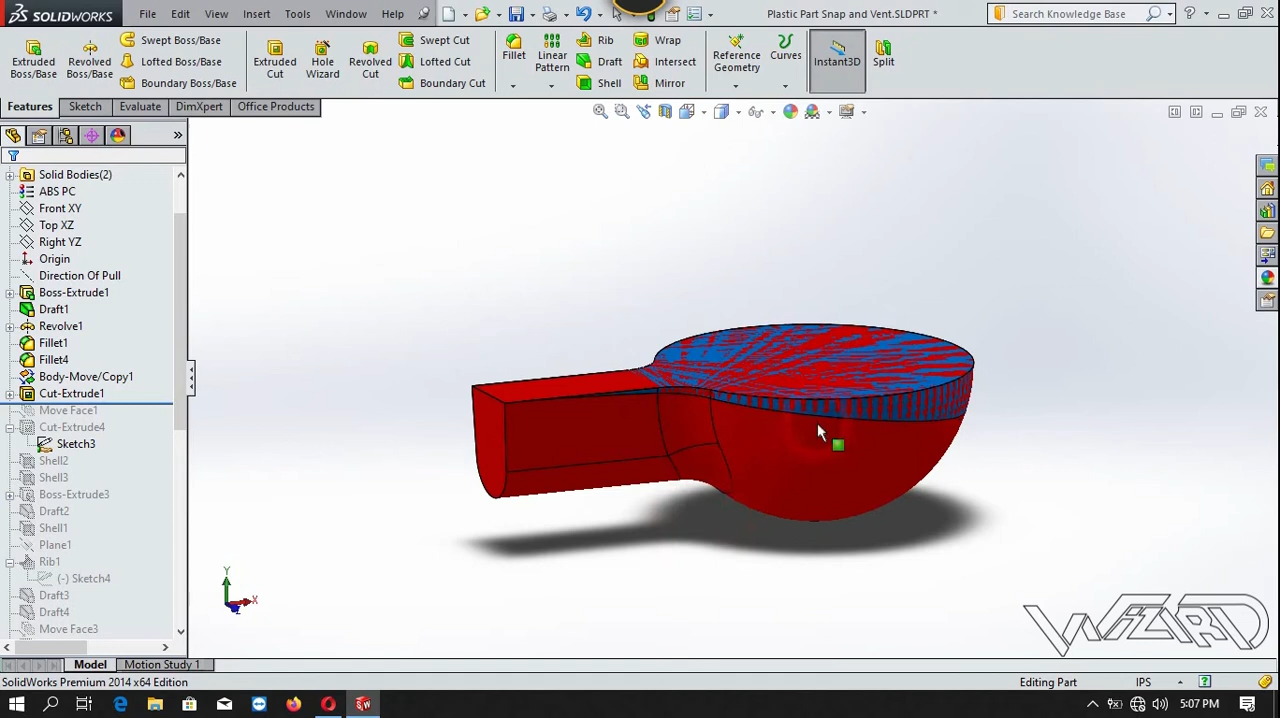 SOLIDWORKS File Edit View Insert Tools Window Help Plastic Part Snap and Vent.SLDPRT * Search Knowledge Base
Extruded Boss/Base Revolved Boss/Base Swept Boss/Base Lofted Boss/Base Boundary Boss/Base Extruded Cut Hole Wizard Revolved Cut Swept Cut Lofted Cut Boundary Cut Fillet Linear Pattern Rib Draft Shell Wrap Intersect Mirror Reference Geometry Curves Instant3D Split
Features Sketch Evaluate DimXpert Office Products
Solid Bodies(2)
ABS PC
Front XY
Top XZ
Right YZ
Origin
Direction Of Pull
Boss-Extrude1
Draft1
Revolve1
Fillet1
Fillet4
Body-Move/Copy1
Cut-Extrude1
Move Face1
Cut-Extrude4
Sketch3
Shell2
Shell3
Boss-Extrude3
Draft2
Shell1
Plane1
Rib1
(-) Sketch4
Draft3
Draft4
Move Face3
Y
X
Z
WIZARD
Model Motion Study 1
SolidWorks Premium 2014 x64 Edition Editing Part IPS
5:07 PM